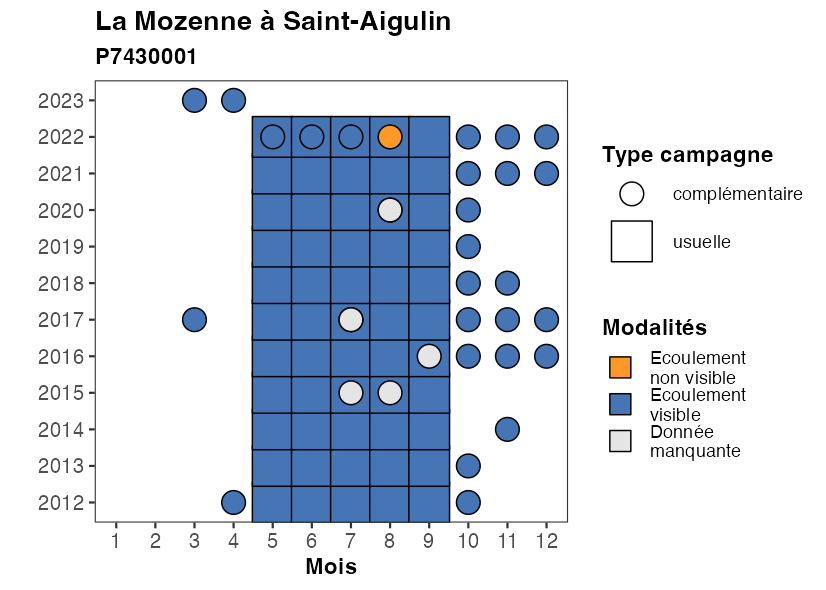 La Mozenne à Saint-Aigulin
P7430001
2023
2022
2021
2020
2019
2018
2017
2016
2015
2014
2013
2012
1 2 3 4 5 6 7 8 9 10 11 12
Mois
Type campagne
complémentaire
usuelle
Modalités
Ecoulement
non visible
Ecoulement
visible
Donnée
manquante